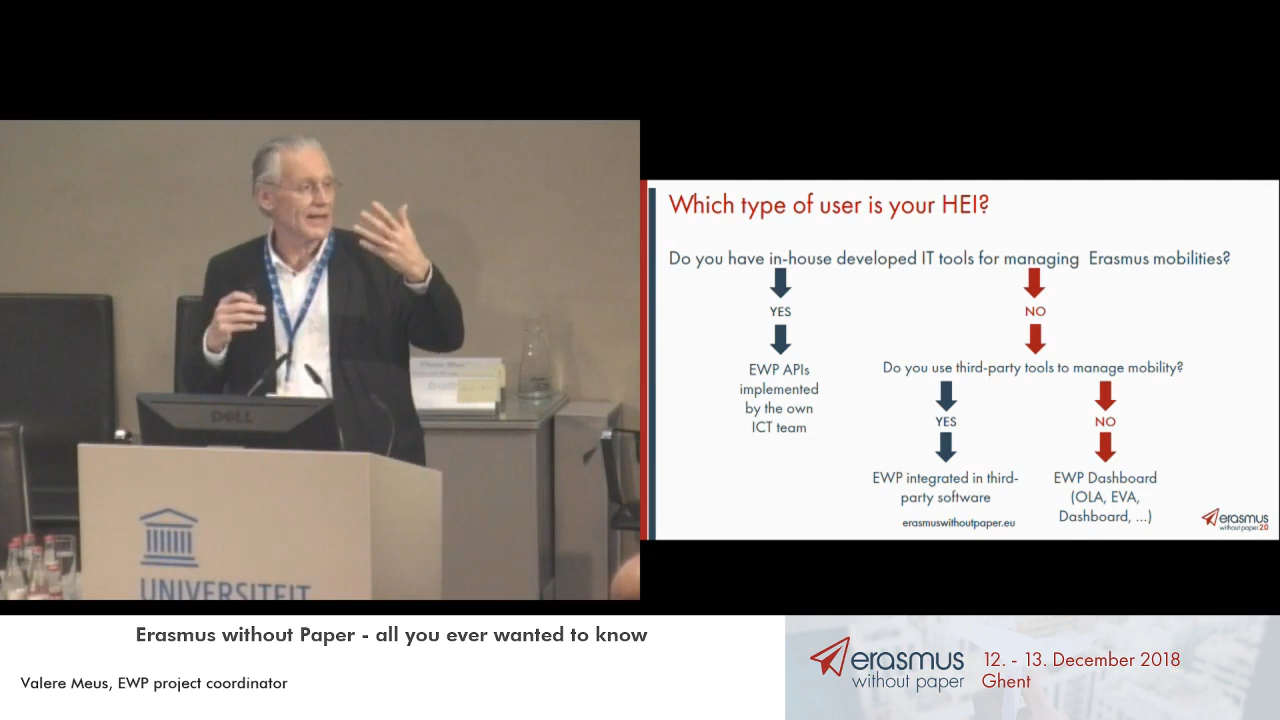 DELL
UNIVERSITEIT
Which type of user is your HEI?
Do you have in-house developed IT tools for managing Erasmus mobilities?
YES
NO
EWP APIs
implemented
by the own
ICT team
Do you use third-party tools to manage mobility?
YES
NO
EWP integrated in third-
party software
EWP Dashboard
(OLA, EVA,
Dashboard, ...)
erasmuswithoutpaper.eu
erasmus
without paper 20
Erasmus without Paper - all you ever wanted to know
Valere Meus, EWP project coordinator
erasmus
without paper
12. - 13. December 2018
Ghent